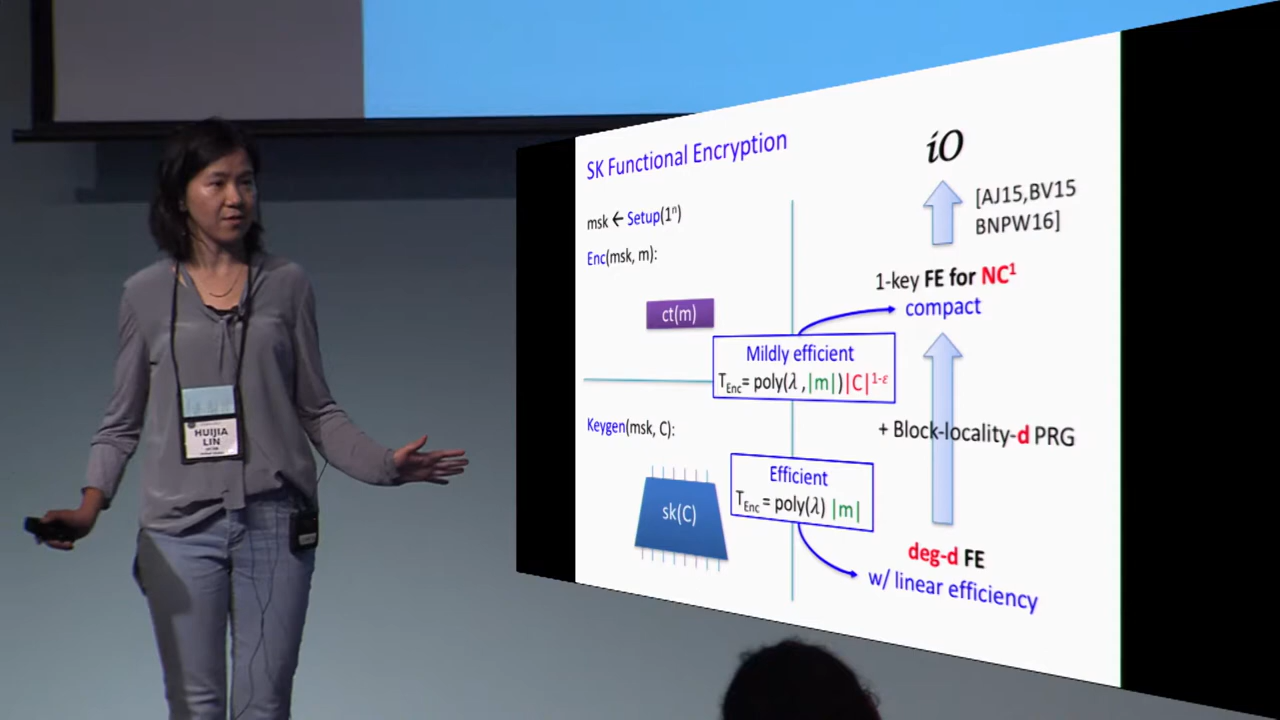 SK Functional Encryption
msk ← Setup(1ⁿ)
Enc(msk, m):
ct(m)
Mildly efficient
T_Enc = poly(λ ,|m|)|C|^1-ε
Keygen(msk, C):
sk(C)
Efficient
T_Enc = poly(λ) |m|
iO
[AJ15,BV15
BNPW16]
1-key FE for NC¹
compact
+ Block-locality-d PRG
deg-d FE
w/ linear efficiency
HUIJIA
LIN